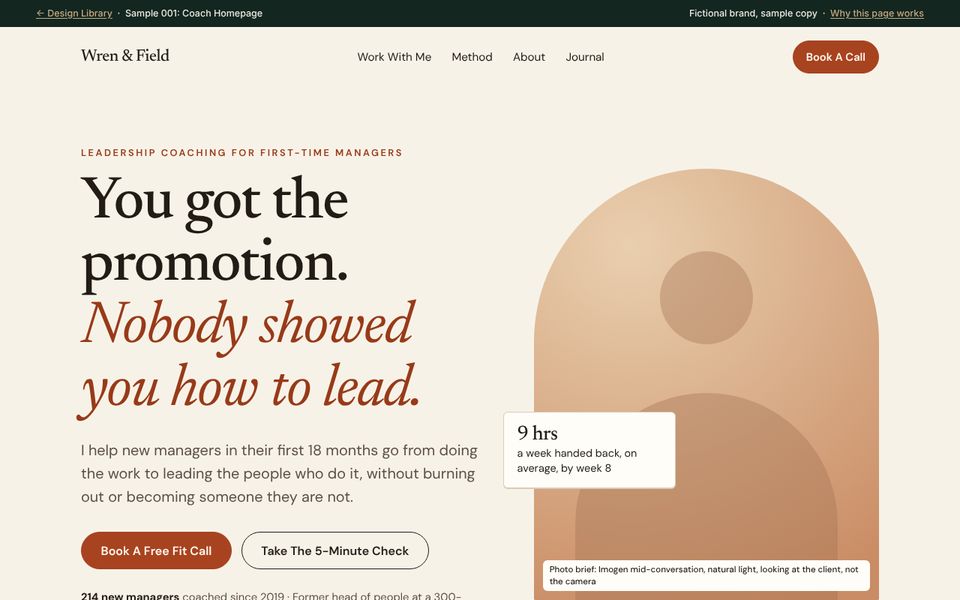 ← Design Library · Sample 001: Coach Homepage
Fictional brand, sample copy · Why this page works
Wren & Field
Work With Me
Method
About
Journal
Book A Call
LEADERSHIP COACHING FOR FIRST-TIME MANAGERS
You got the
promotion.
Nobody showed
you how to lead.
I help new managers in their first 18 months go from doing
the work to leading the people who do it, without burning
out or becoming someone they are not.
Book A Free Fit Call
Take The 5-Minute Check
214 new managers coached since 2019 · Former head of people at a 300-
9 hrs
a week handed back, on
average, by week 8
Photo brief: Imogen mid-conversation, natural light, looking at the client, not
the camera